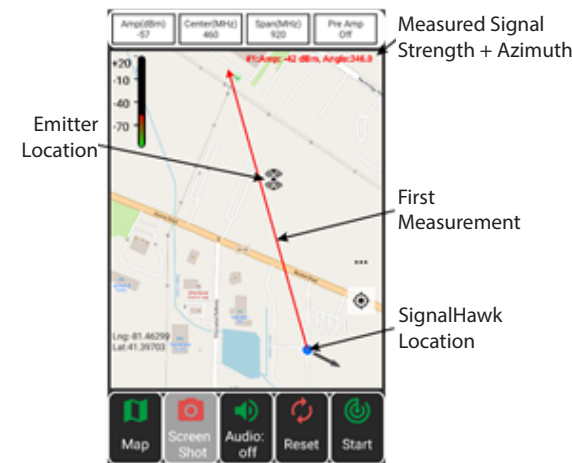 Amp(dBm)
-57
Center(MHz)
460
Span(MHz)
920
Pre Amp
Off
Measured Signal
Strength + Azimuth
#1:Amp: -42 dBm, Angle:346.0
+20
-10
-40
-70
Emitter
Location
First
Measurement
SignalHawk
Location
Lng:-81.46299
Lat:41.39703
Map
Screen
Shot
Audio:
off
Reset
Start